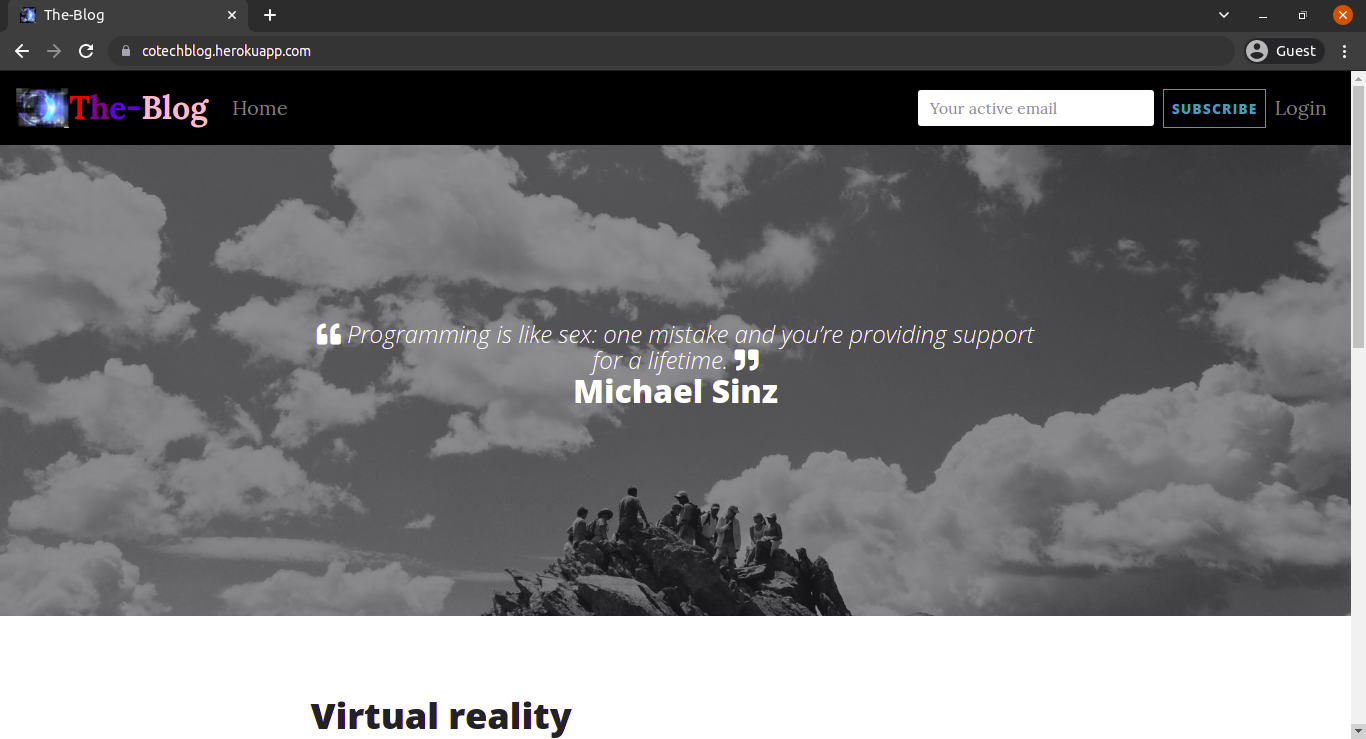 The-Blog
cotechblog.herokuapp.com
Guest
The-Blog Home Your active email SUBSCRIBE Login
“ Programming is like sex: one mistake and you’re providing support
for a lifetime. ”
Michael Sinz
Virtual reality